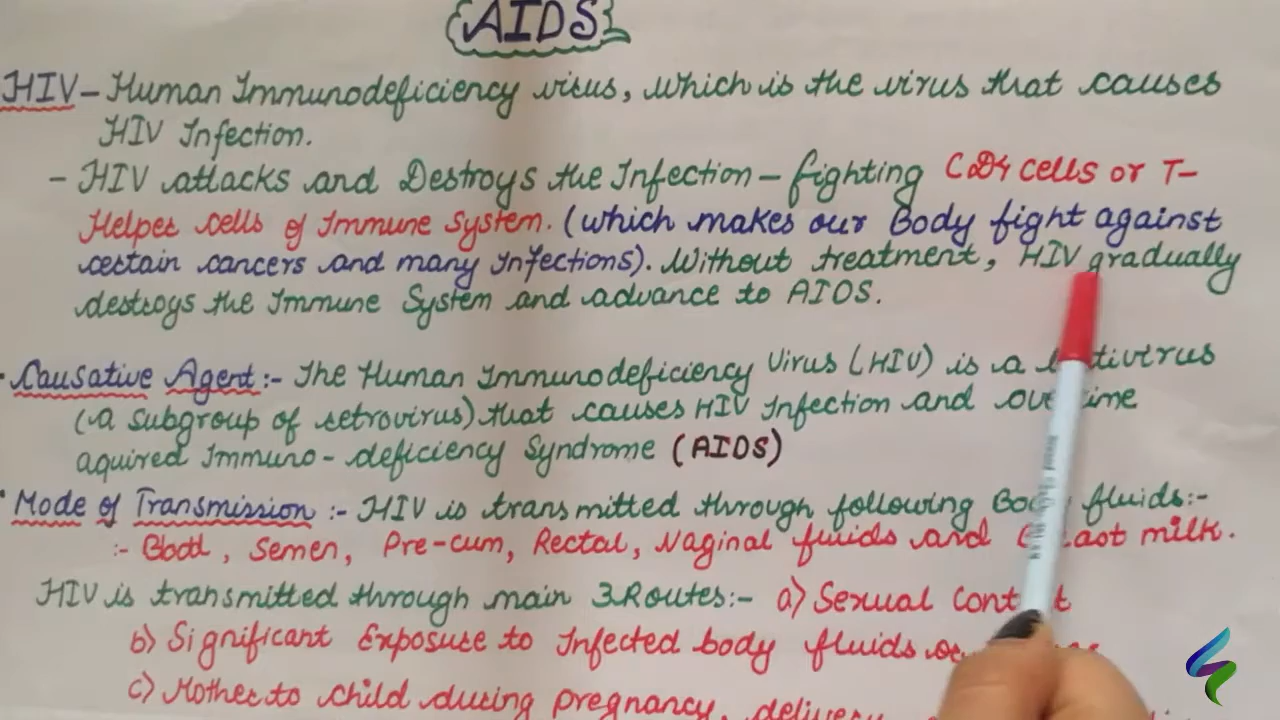 AIDS
HIV - Human Immunodeficiency virus, which is the virus that causes
HIV Infection.
- HIV attacks and Destroys the Infection - fighting CD4 cells or T-
Helper cells of Immune System. (which makes our Body fight against
certain cancers and many Infections). Without treatment, HIV gradually
destroys the Immune System and advance to AIDS.
• Causative Agent :- The Human Immunodeficiency Virus (HIV) is a
(a subgroup of retrovirus) that causes HIV Infection and
aquired Immuno - deficiency Syndrome (AIDS)
• Mode of Transmission :- HIV is transmitted through following fluids :-
:- Blood, Semen, Pre-cum, Rectal, Vaginal fluids and milk.
HIV is transmitted through main 3 Routes :- a) Sexual
b) Significant Exposure to Infected body fluids
c) Mother to child during pregnancy,